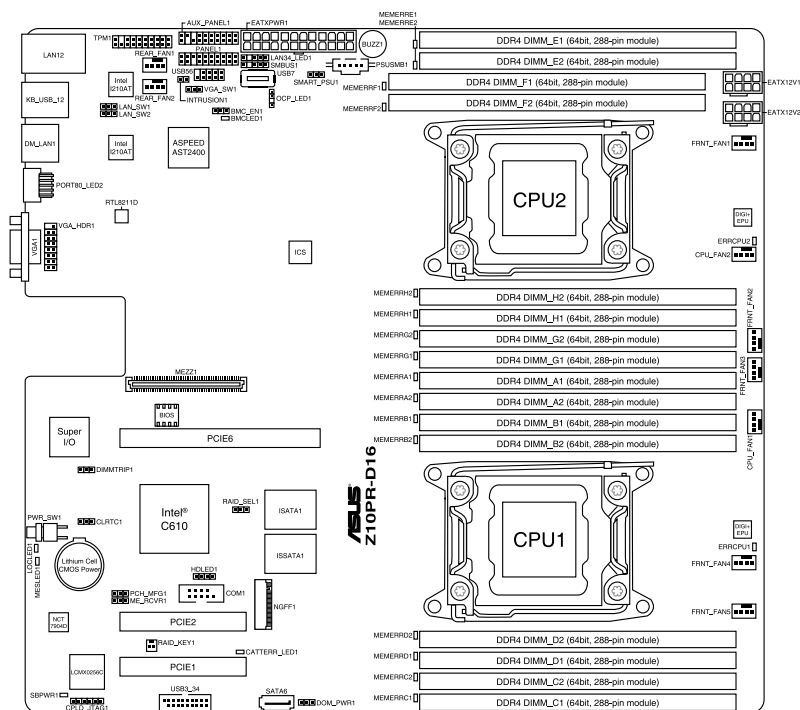 MEMERRE1
MEMERRE2
AUX_PANEL1
EATXPWR1
TPM1
REAR_FAN1
PANEL1
LAN34_LED1
SMBUS1
USB7
BUZZ1
PSUSMB1
SMART_PSU1
DDR4 DIMM_E1 (64bit, 288-pin module)
DDR4 DIMM_E2 (64bit, 288-pin module)
DDR4 DIMM_F1 (64bit, 288-pin module)
DDR4 DIMM_F2 (64bit, 288-pin module)
MEMERRF1
MEMERRF2
EATX12V1
EATX12V2
LAN12
KB_USB_12
DM_LAN1
Intel
I210AT
Intel
I210AT
USB56
REAR_FAN2
VGA_SW1
INTRUSION1
OCP_LED1
LAN_SW1
LAN_SW2
BMC_EN1
BMCLED1
ASPEED
AST2400
PORT80_LED2
RTL8211D
VGA_HDR1
VGA1
ICS
CPU2
FRNT_FAN1
DIGI+
EPU
ERRCPU2
CPU_FAN2
MEMERRH2
DDR4 DIMM_H2 (64bit, 288-pin module)
MEMERRH1
DDR4 DIMM_H1 (64bit, 288-pin module)
MEMERRG2
DDR4 DIMM_G2 (64bit, 288-pin module)
MEMERRG1
DDR4 DIMM_G1 (64bit, 288-pin module)
MEMERRA1
DDR4 DIMM_A1 (64bit, 288-pin module)
MEMERRA2
DDR4 DIMM_A2 (64bit, 288-pin module)
MEMERRB1
DDR4 DIMM_B1 (64bit, 288-pin module)
MEMERRB2
DDR4 DIMM_B2 (64bit, 288-pin module)
FRNT_FAN2
FRNT_FAN3
CPU_FAN1
MEZZ1
BIOS
Super
I/O
PCIE6
DIMMTRIP1
ASUS
Z10PR-D16
Intel®
C610
RAID_SEL1
ISATA1
ISSATA1
PWR_SW1
CLRTC1
LOCLED1
MESLED1
Lithium Cell
CMOS Power
HDLED1
PCH_MFG1
ME_RCVR1
COM1
NGFF1
CPU1
DIGI+
EPU
ERRCPU1
FRNT_FAN4
FRNT_FAN5
NCT
7904D
PCIE2
RAID_KEY1
CATTERR_LED1
PCIE1
LCMX0256C
SBPWR1
CPLD_JTAG1
USB3_34
SATA6
DOM_PWR1
MEMERRD2
DDR4 DIMM_D2 (64bit, 288-pin module)
MEMERRD1
DDR4 DIMM_D1 (64bit, 288-pin module)
MEMERRC2
DDR4 DIMM_C2 (64bit, 288-pin module)
MEMERRC1
DDR4 DIMM_C1 (64bit, 288-pin module)